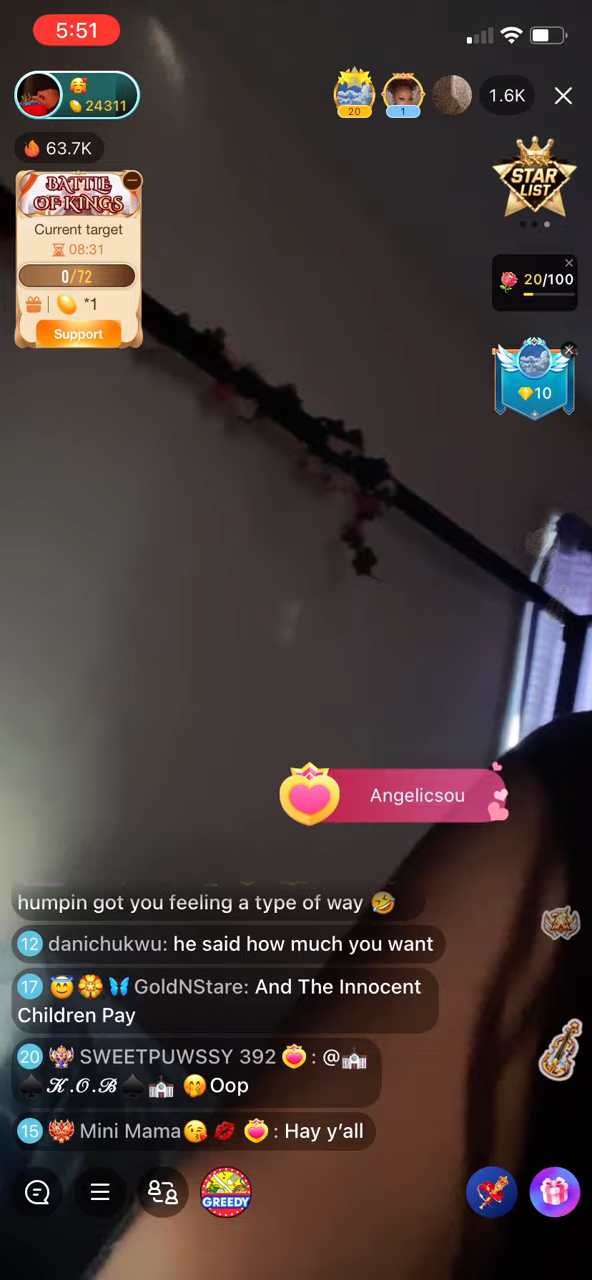 5:51
🥰
24311
20
1
1.6K
63.7K
BATTLE
OF KINGS
Current target
08:31
0/72
*1
Support
STAR
LIST
20/100
10
Angelicsou
humpin got you feeling a type of way 🤣
12 danichukwu: he said how much you want
17 😇🏵️🦋 GoldNStare: And The Innocent
Children Pay
20 SWEETPUWSSY 392 : @💒
♠️ 𝒦.𝒪.ℬ ♠️ 💒 🤭Oop
15 Mini Mama😘 💋 : Hay y'all
GREEDY